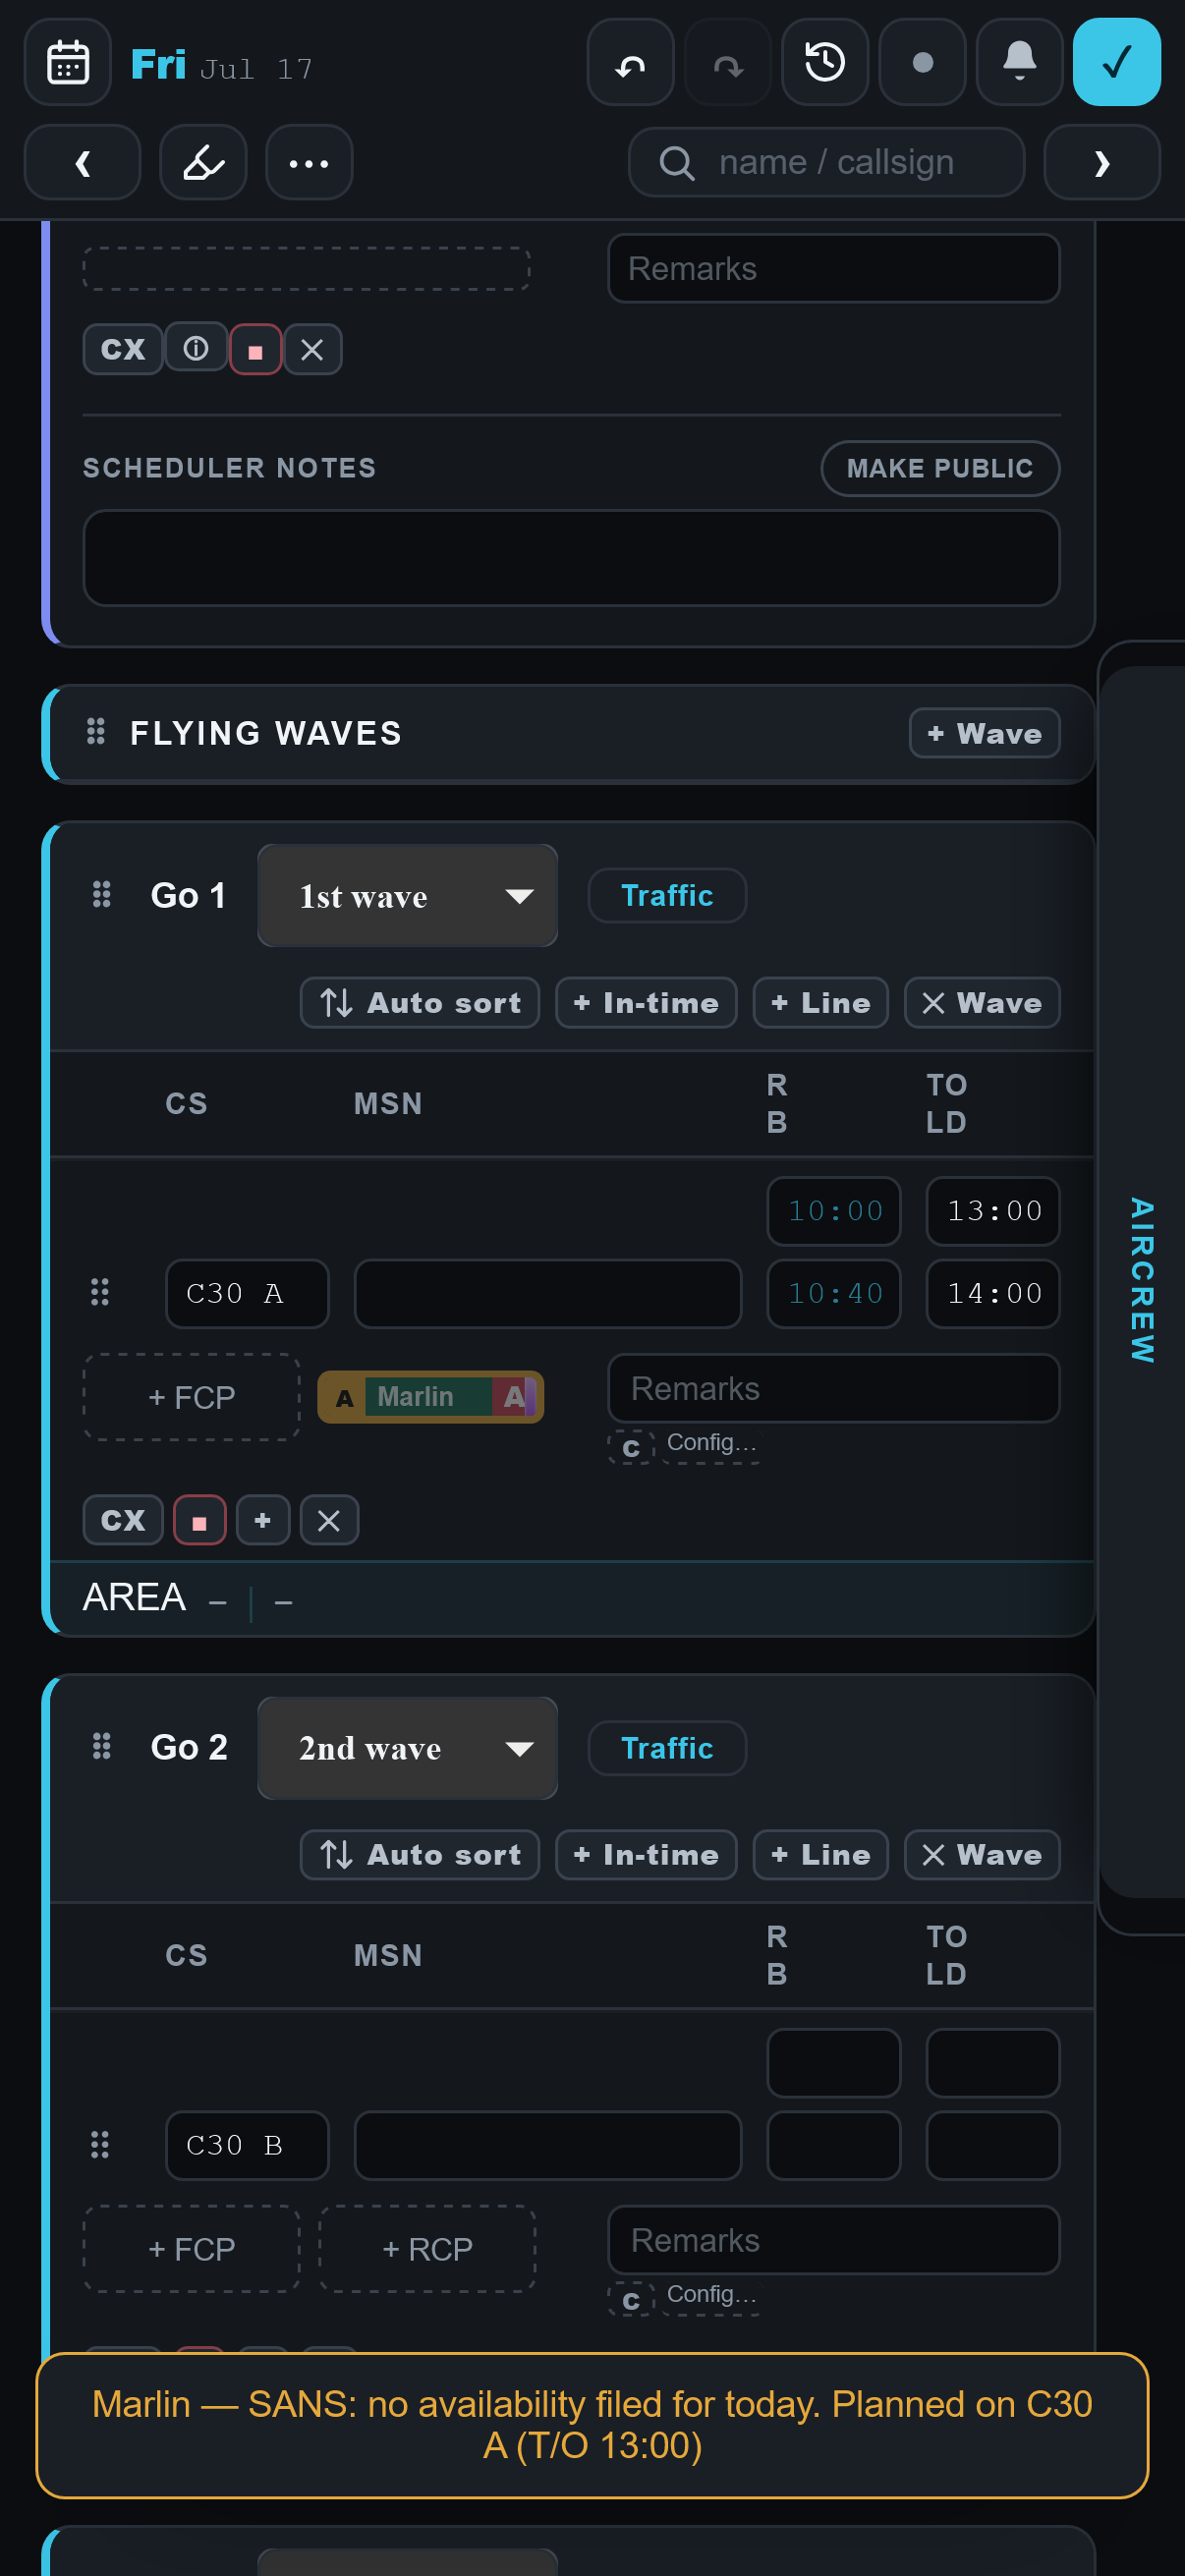 Fri Jul 17
name / callsign
Remarks
CX
SCHEDULER NOTES
MAKE PUBLIC
FLYING WAVES
+ Wave
Go 1
1st wave
Traffic
Auto sort
+ In-time
+ Line
× Wave
CS
MSN
R
B
TO
LD
10:00
13:00
C30 A
10:40
14:00
+ FCP
A
Marlin
A
Remarks
C
Config...
CX
+
AREA – | –
AIRCREW
Go 2
2nd wave
Traffic
Auto sort
+ In-time
+ Line
× Wave
CS
MSN
R
B
TO
LD
C30 B
+ FCP
+ RCP
Remarks
C
Config...
Marlin — SANS: no availability filed for today. Planned on C30
A (T/O 13:00)